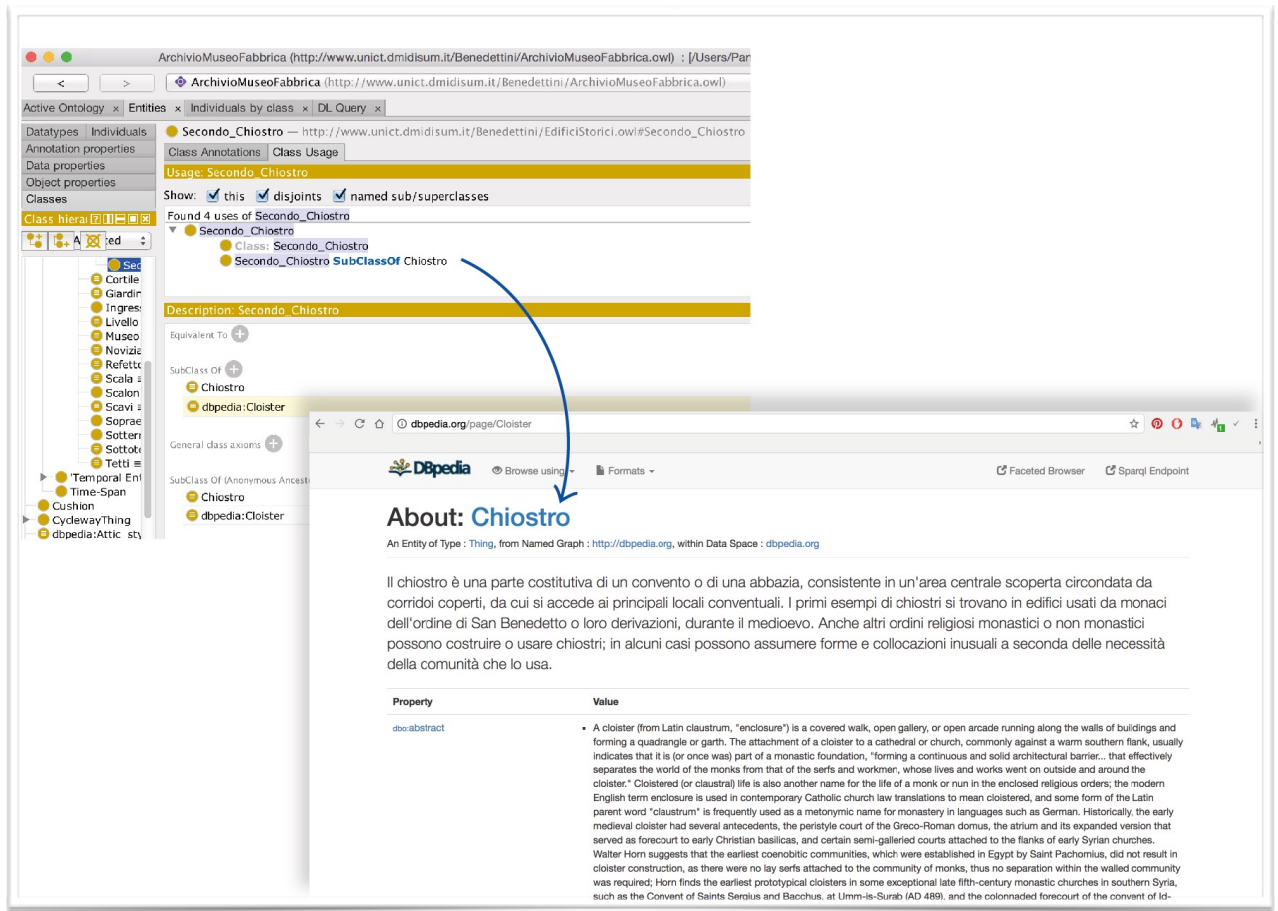 ArchivioMuseoFabbrica (http://www.unict.dmidisum.it/Benedettini/ArchivioMuseoFabbrica.owl) : [/Users/Par
< >
ArchivioMuseoFabbrica (http://www.unict.dmidisum.it/Benedettini/ArchivioMuseoFabbrica.owl)
Active Ontology × Entities × Individuals by class × DL Query ×
Datatypes Individuals
Annotation properties
Data properties
Object properties
Classes
Class hierar
ted
Sec
Cortile
Giardin
Ingres
Livello
Museo
Novizia
Refetto
Scala ≡
Scalon
Scavi ≡
Soprae
Sotterr
Sottoto
Tetti ≡
'Temporal Ent
Time-Span
Cushion
CyclewayThing
dbpedia:Attic_sty
Secondo_Chiostro — http://www.unict.dmidisum.it/Benedettini/EdificiStorici.owl#Secondo_Chiostro
Class Annotations Class Usage
Usage: Secondo_Chiostro
Show: this disjoints named sub/superclasses
Found 4 uses of Secondo_Chiostro
Secondo_Chiostro
Class: Secondo_Chiostro
Secondo_Chiostro SubClassOf Chiostro
Description: Secondo_Chiostro
Equivalent To
SubClass Of
Chiostro
dbpedia:Cloister
General class axioms
SubClass Of (Anonymous Ancest
Chiostro
dbpedia:Cloister
dbpedia.org/page/Cloister
DBpedia Browse using Formats Faceted Browser Sparql Endpoint
About: Chiostro
An Entity of Type : Thing, from Named Graph : http://dbpedia.org, within Data Space : dbpedia.org
Il chiostro è una parte costitutiva di un convento o di una abbazia, consistente in un'area centrale scoperta circondata da
corridoi coperti, da cui si accede ai principali locali conventuali. I primi esempi di chiostri si trovano in edifici usati da monaci
dell'ordine di San Benedetto o loro derivazioni, durante il medioevo. Anche altri ordini religiosi monastici o non monastici
possono costruire o usare chiostri; in alcuni casi possono assumere forme e collocazioni inusuali a seconda delle necessità
della comunità che lo usa.
Property Value
dbo:abstract
▪ A cloister (from Latin claustrum, "enclosure") is a covered walk, open gallery, or open arcade running along the walls of buildings and
forming a quadrangle or garth. The attachment of a cloister to a cathedral or church, commonly against a warm southern flank, usually
indicates that it is (or once was) part of a monastic foundation, "forming a continuous and solid architectural barrier... that effectively
separates the world of the monks from that of the serfs and workmen, whose lives and works went on outside and around the
cloister." Cloistered (or claustral) life is also another name for the life of a monk or nun in the enclosed religious orders; the modern
English term enclosure is used in contemporary Catholic church law translations to mean cloistered, and some form of the Latin
parent word "claustrum" is frequently used as a metonymic name for monastery in languages such as German. Historically, the early
medieval cloister had several antecedents, the peristyle court of the Greco-Roman domus, the atrium and its expanded version that
served as forecourt to early Christian basilicas, and certain semi-galleried courts attached to the flanks of early Syrian churches.
Walter Horn suggests that the earliest coenobitic communities, which were established in Egypt by Saint Pachomius, did not result in
cloister construction, as there were no lay serfs attached to the community of monks, thus no separation within the walled community
was required; Horn finds the earliest prototypical cloisters in some exceptional late fifth-century monastic churches in southern Syria,
such as the Convent of Saints Sergius and Bacchus, at Umm-is-Surab (AD 489), and the colonnaded forecourt of the convent of Id-